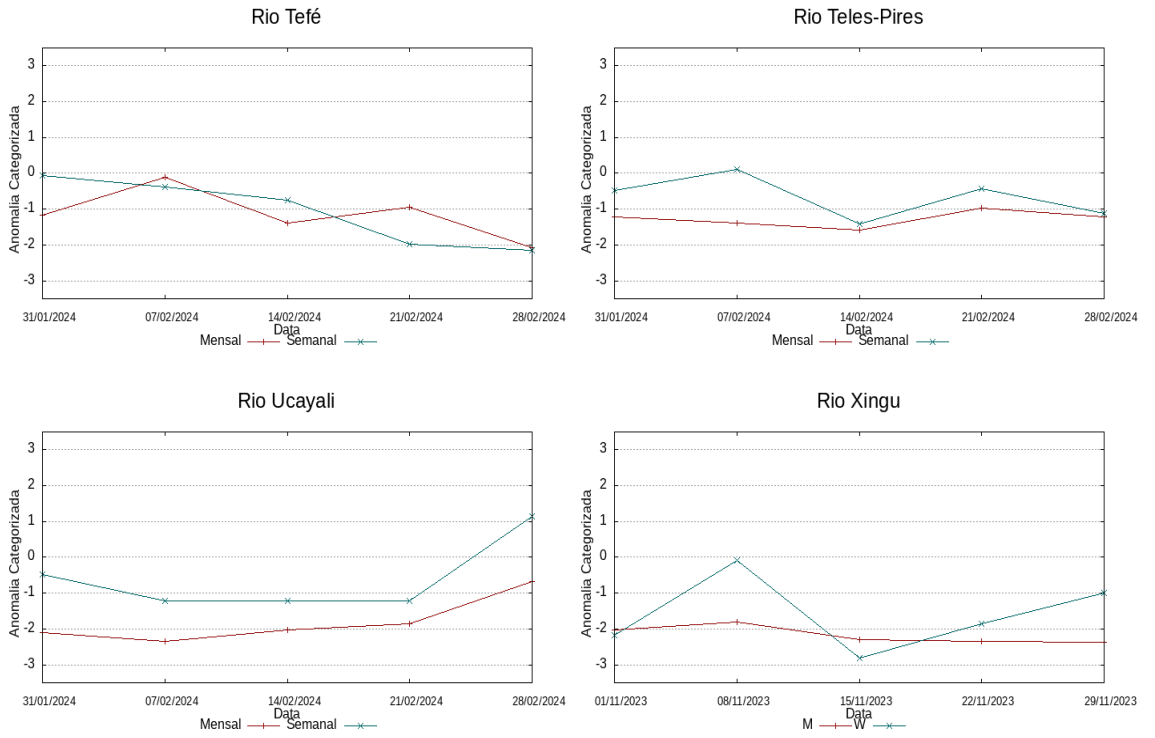 Rio Tefé
Anomalia Categorizada
3
2
1
0
-1
-2
-3
31/01/2024 07/02/2024 14/02/2024 21/02/2024 28/02/2024
Data
Mensal Semanal
Rio Teles-Pires
Anomalia Categorizada
3
2
1
0
-1
-2
-3
31/01/2024 07/02/2024 14/02/2024 21/02/2024 28/02/2024
Data
Mensal Semanal
Rio Ucayali
Anomalia Categorizada
3
2
1
0
-1
-2
-3
31/01/2024 07/02/2024 14/02/2024 21/02/2024 28/02/2024
Data
Mensal Semanal
Rio Xingu
Anomalia Categorizada
3
2
1
0
-1
-2
-3
01/11/2023 08/11/2023 15/11/2023 22/11/2023 29/11/2023
Data
M W